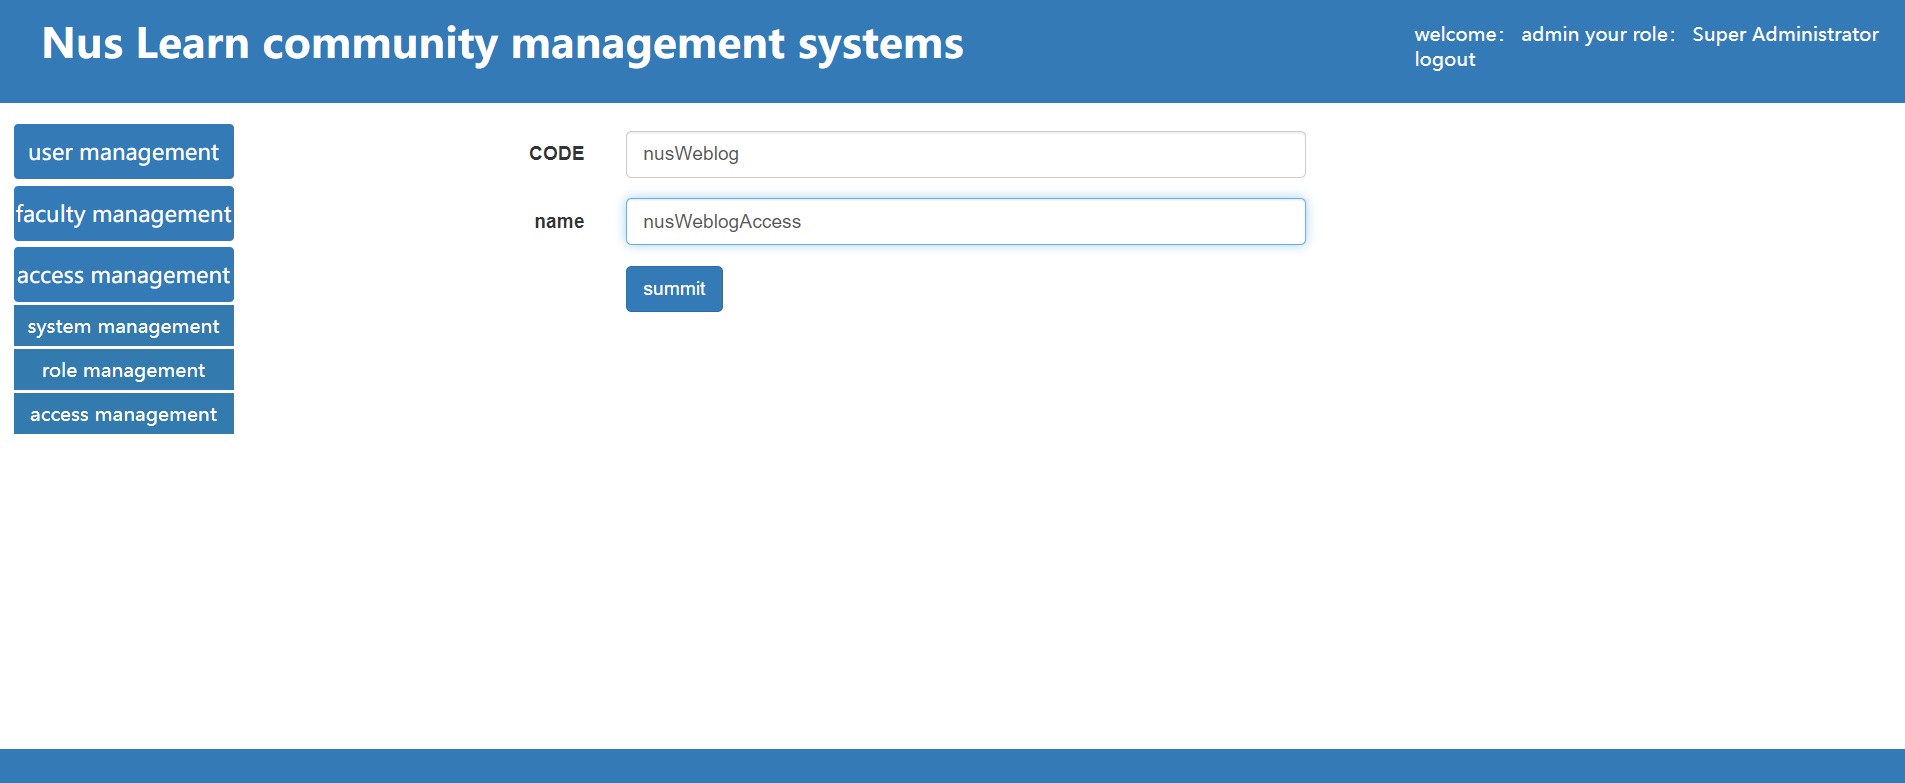 Nus Learn community management systems
welcome： admin your role： Super Administrator
logout
user management
faculty management
access management
system management
role management
access management
CODE nusWeblog
name nusWeblogAccess
summit